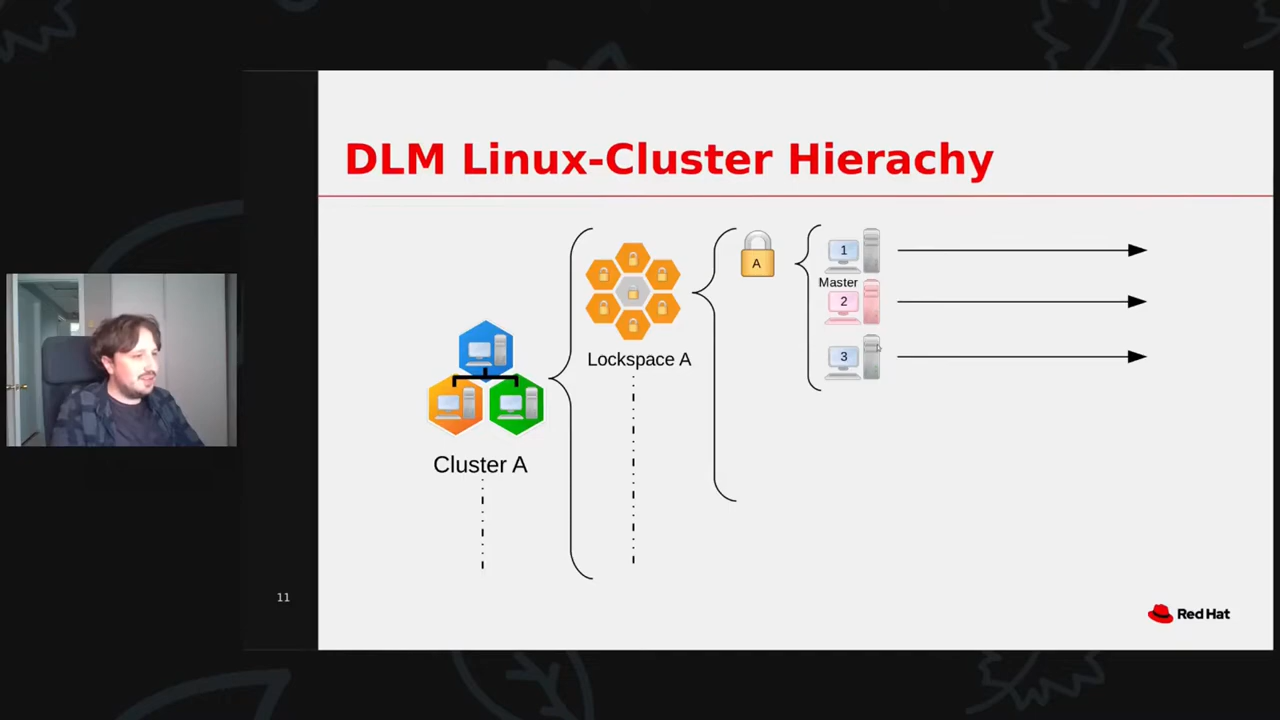 DLM Linux-Cluster Hierachy
A
1
Master
2
3
Lockspace A
Cluster A
11
Red Hat